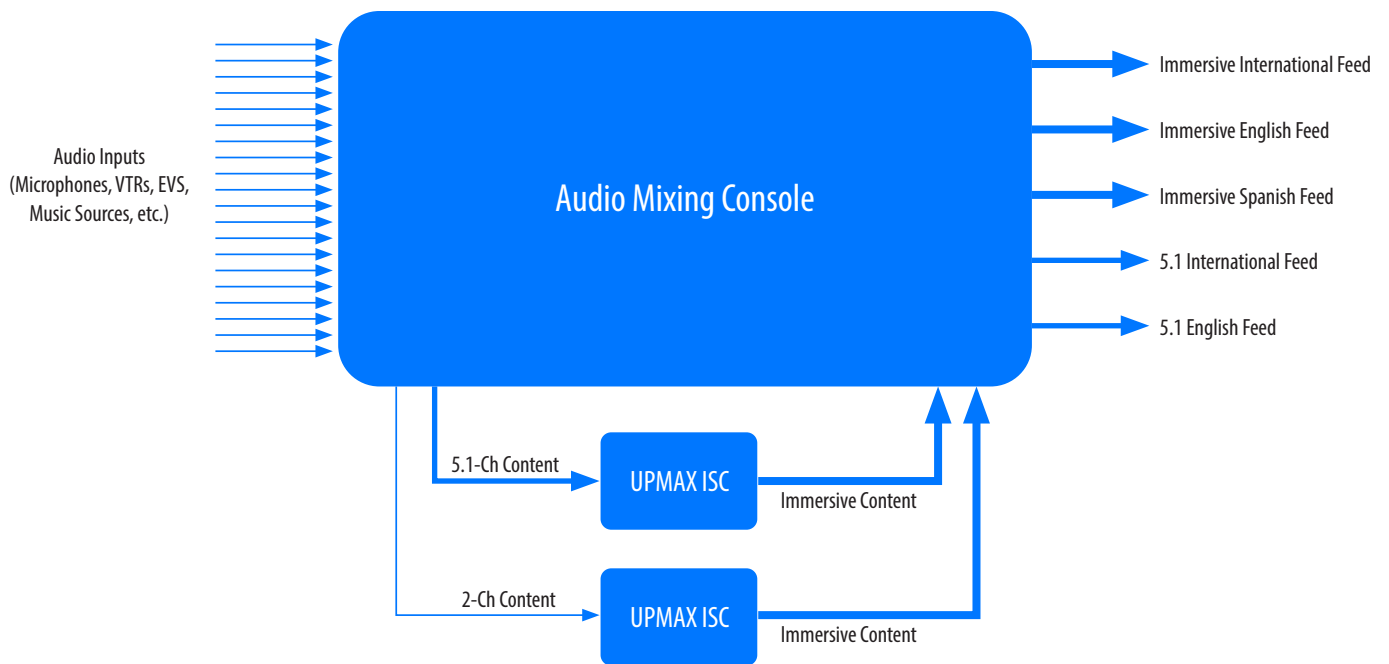 Audio Inputs
(Microphones, VTRs, EVS,
Music Sources, etc.)
Audio Mixing Console
Immersive International Feed
Immersive English Feed
Immersive Spanish Feed
5.1 International Feed
5.1 English Feed
5.1-Ch Content
UPMAX ISC
Immersive Content
2-Ch Content
UPMAX ISC
Immersive Content